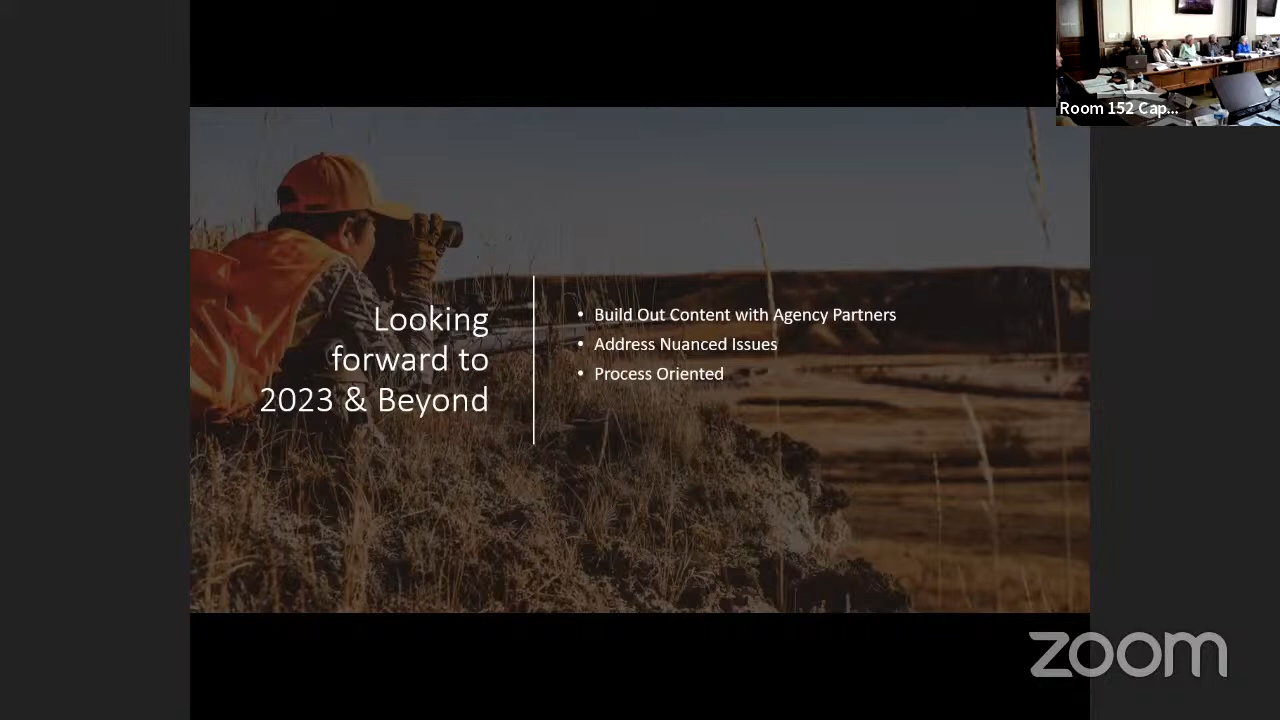 Room 152 Cap...
Looking
forward to
2023 & Beyond
• Build Out Content with Agency Partners
• Address Nuanced Issues
• Process Oriented
zoom